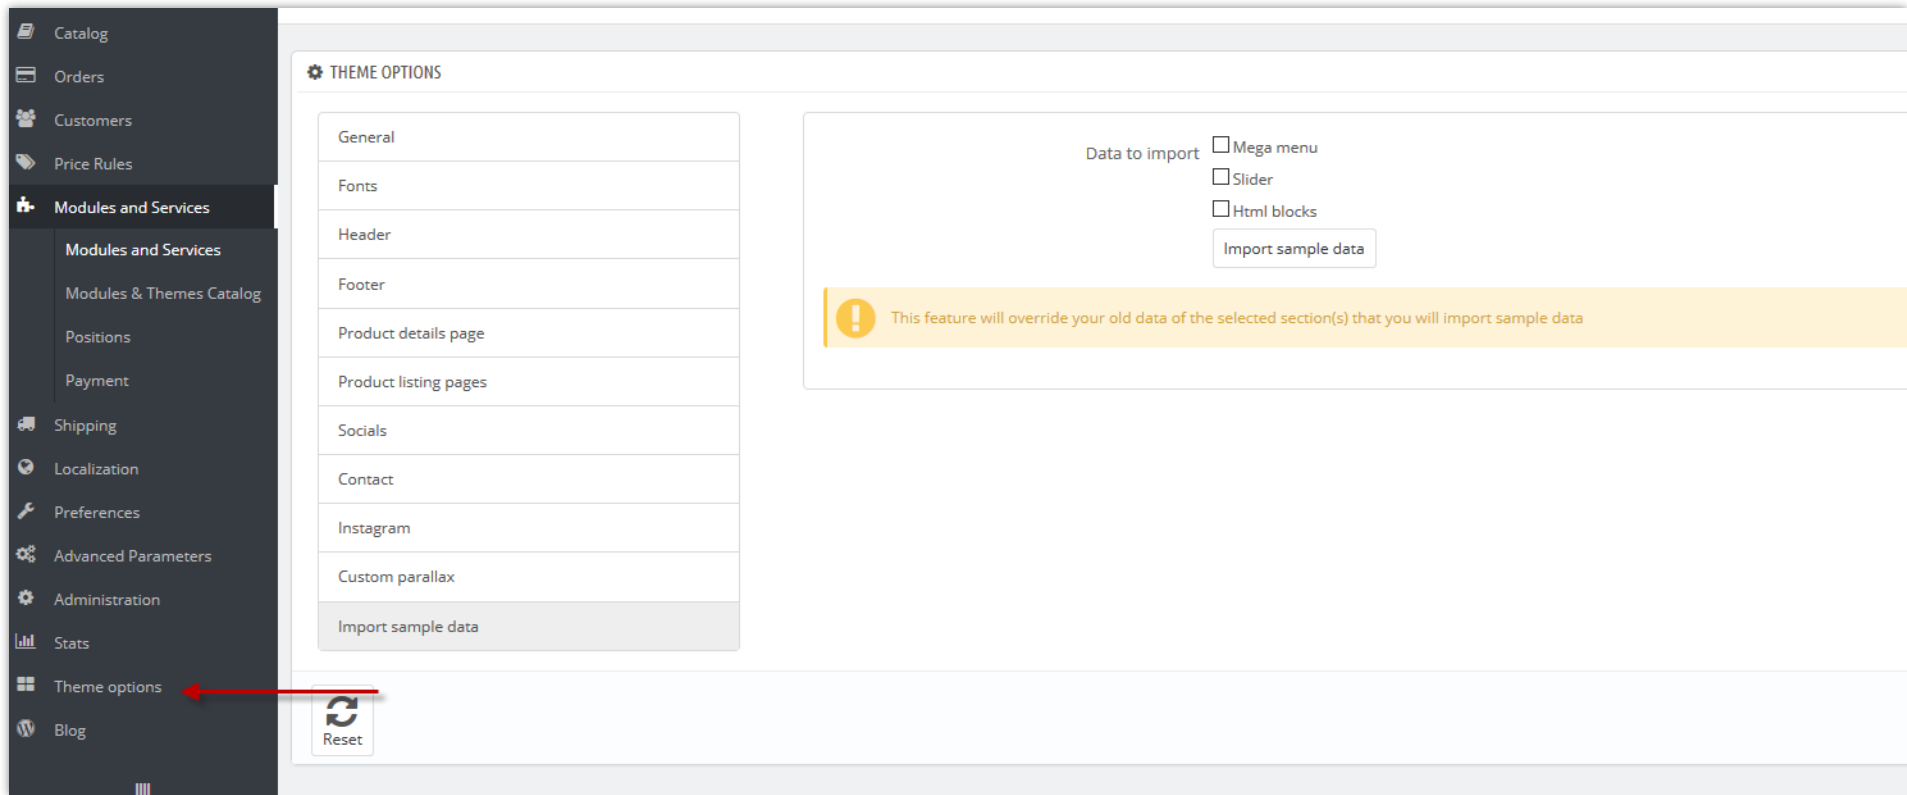 Catalog
Orders
Customers
Price Rules
Modules and Services
Modules and Services
Modules & Themes Catalog
Positions
Payment
Shipping
Localization
Preferences
Advanced Parameters
Administration
Stats
Theme options
Blog
THEME OPTIONS
General
Fonts
Header
Footer
Product details page
Product listing pages
Socials
Contact
Instagram
Custom parallax
Import sample data
Data to import
Mega menu
Slider
Html blocks
Import sample data
This feature will override your old data of the selected section(s) that you will import sample data
Reset